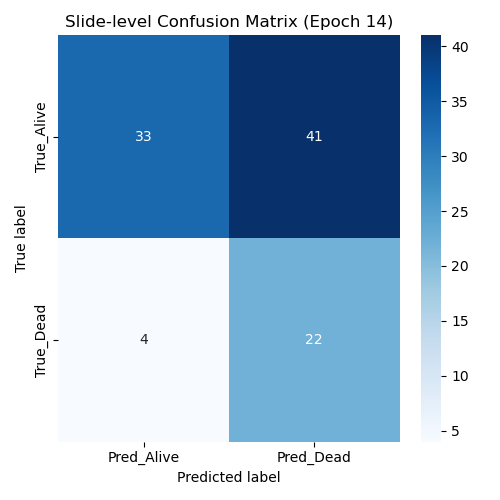 Slide-level Confusion Matrix (Epoch 14)
True label
True_Alive
True_Dead
33
41
4
22
Pred_Alive
Pred_Dead
Predicted label
40
35
30
25
20
15
10
5